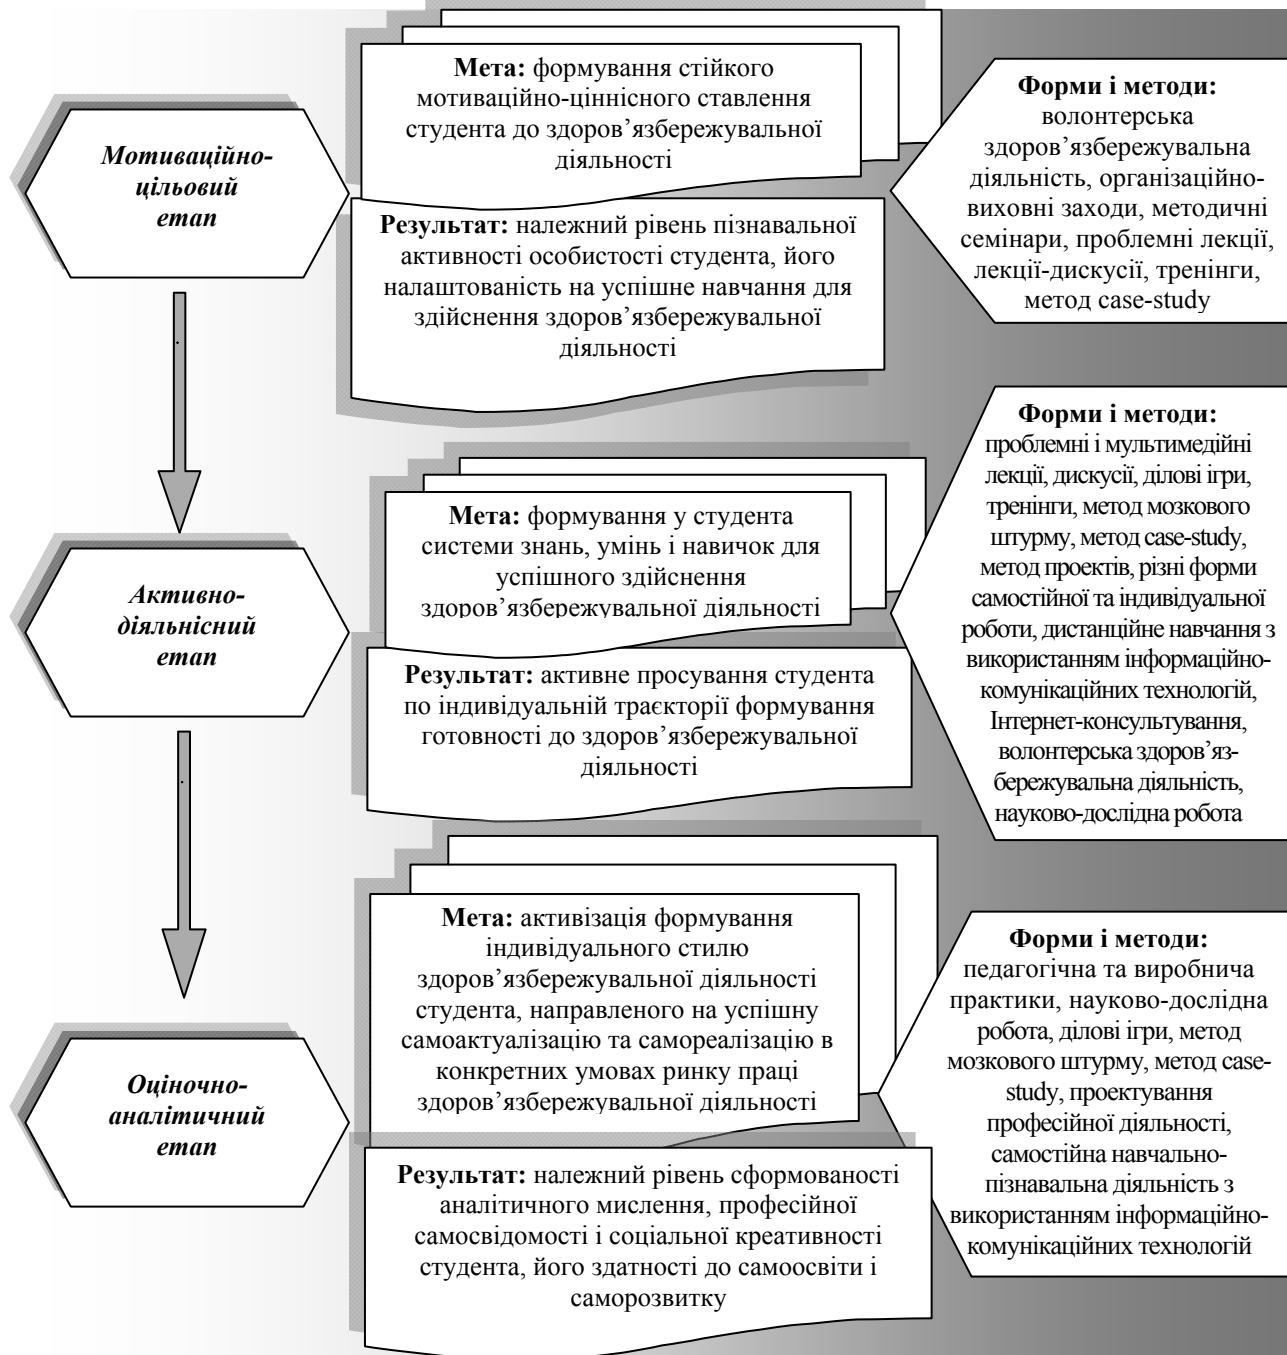 Мотиваційно-
цільовий
етап
Мета: формування стійкого
мотиваційно-ціннісного ставлення
студента до здоров’язбережувальної
діяльності
Результат: належний рівень пізнавальної
активності особистості студента, його
налаштованість на успішне навчання для
здійснення здоров’язбережувальної
діяльності
Форми і методи:
волонтерська
здоров’язбережувальна
діяльність, організаційно-
виховні заходи, методичні
семінари, проблемні лекції,
лекції-дискусії, тренінги,
метод case-study
Активно-
діяльнісний
етап
Мета: формування у студента
системи знань, умінь і навичок для
успішного здійснення
здоров’язбережувальної діяльності
Результат: активне просування студента
по індивідуальній траєкторії формування
готовності до здоров’язбережувальної
діяльності
Форми і методи:
проблемні і мультимедійні
лекції, дискусії, ділові ігри,
тренінги, метод мозкового
штурму, метод case-study,
метод проектів, різні форми
самостійної та індивідуальної
роботи, дистанційне навчання з
використанням інформаційно-
комунікаційних технологій,
Інтернет-консультування,
волонтерська здоров’яз-
бережувальна діяльність,
науково-дослідна робота
Оціночно-
аналітичний
етап
Мета: активізація формування
індивідуального стилю
здоров’язбережувальної діяльності
студента, направленого на успішну
самоактуалізацію та самореалізацію в
конкретних умовах ринку праці
здоров’язбережувальної діяльності
Результат: належний рівень сформованості
аналітичного мислення, професійної
самосвідомості і соціальної креативності
студента, його здатності до самоосвіти і
саморозвитку
Форми і методи:
педагогічна та виробнича
практики, науково-дослідна
робота, ділові ігри, метод
мозкового штурму, метод case-
study, проектування
професійної діяльності,
самостійна навчально-
пізнавальна діяльність з
використанням інформаційно-
комунікаційних технологій